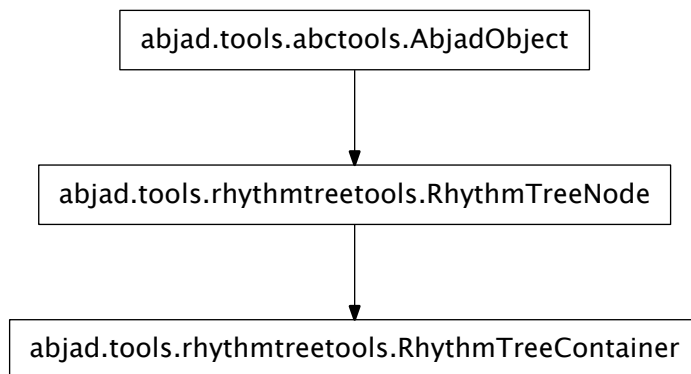 abjad.tools.abctools.AbjadObject
abjad.tools.rhythmtreetools.RhythmTreeNode
abjad.tools.rhythmtreetools.RhythmTreeContainer